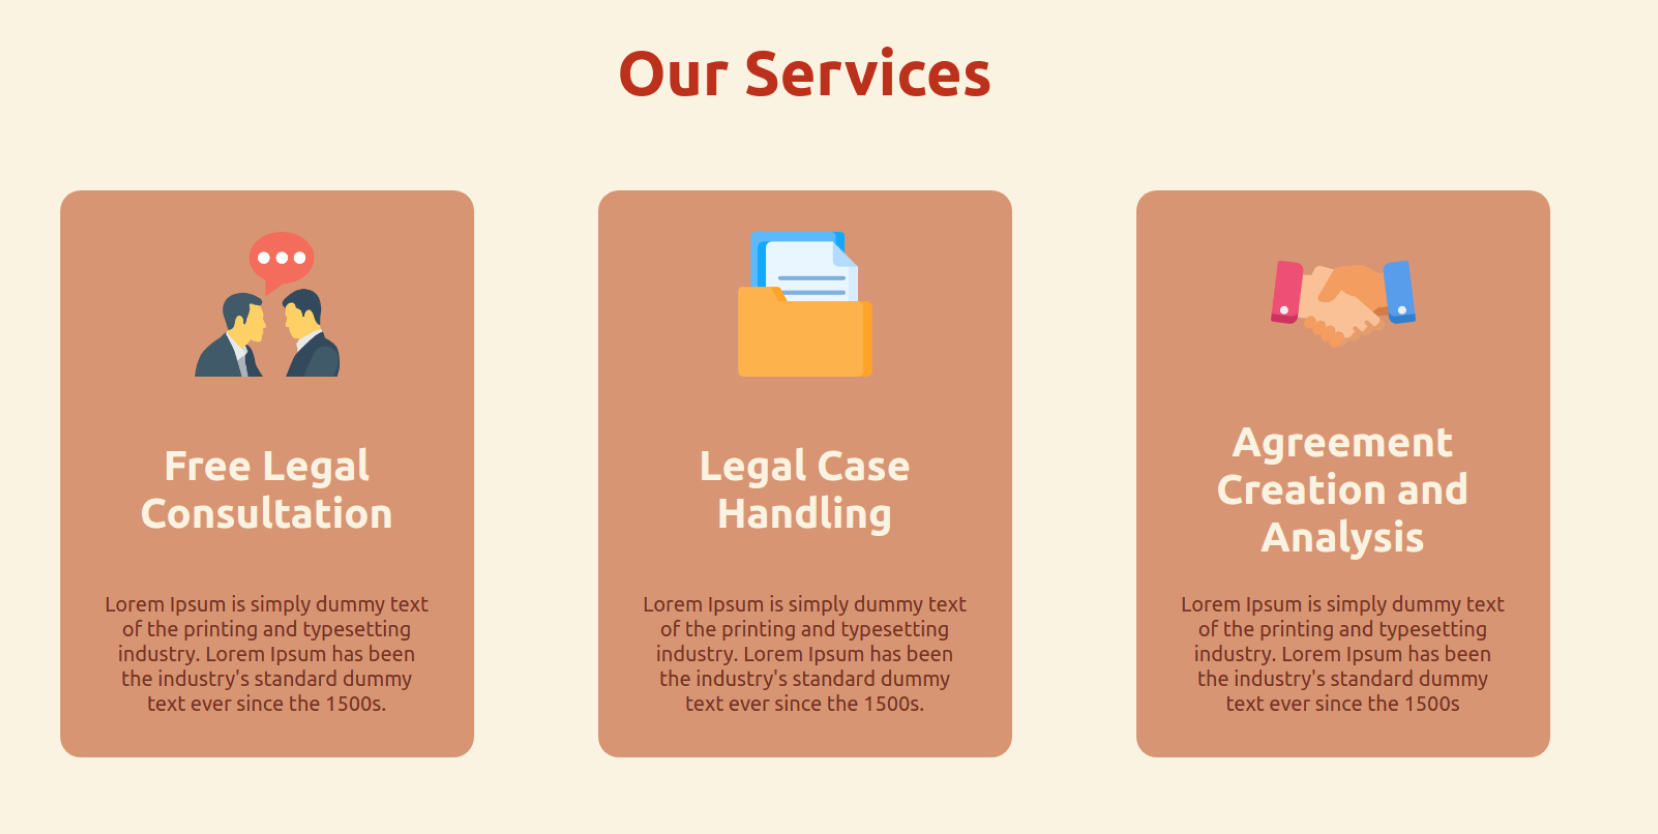 Our Services
Free Legal
Consultation
Lorem Ipsum is simply dummy text
of the printing and typesetting
industry. Lorem Ipsum has been
the industry's standard dummy
text ever since the 1500s.
Legal Case
Handling
Lorem Ipsum is simply dummy text
of the printing and typesetting
industry. Lorem Ipsum has been
the industry's standard dummy
text ever since the 1500s.
Agreement
Creation and
Analysis
Lorem Ipsum is simply dummy text
of the printing and typesetting
industry. Lorem Ipsum has been
the industry's standard dummy
text ever since the 1500s